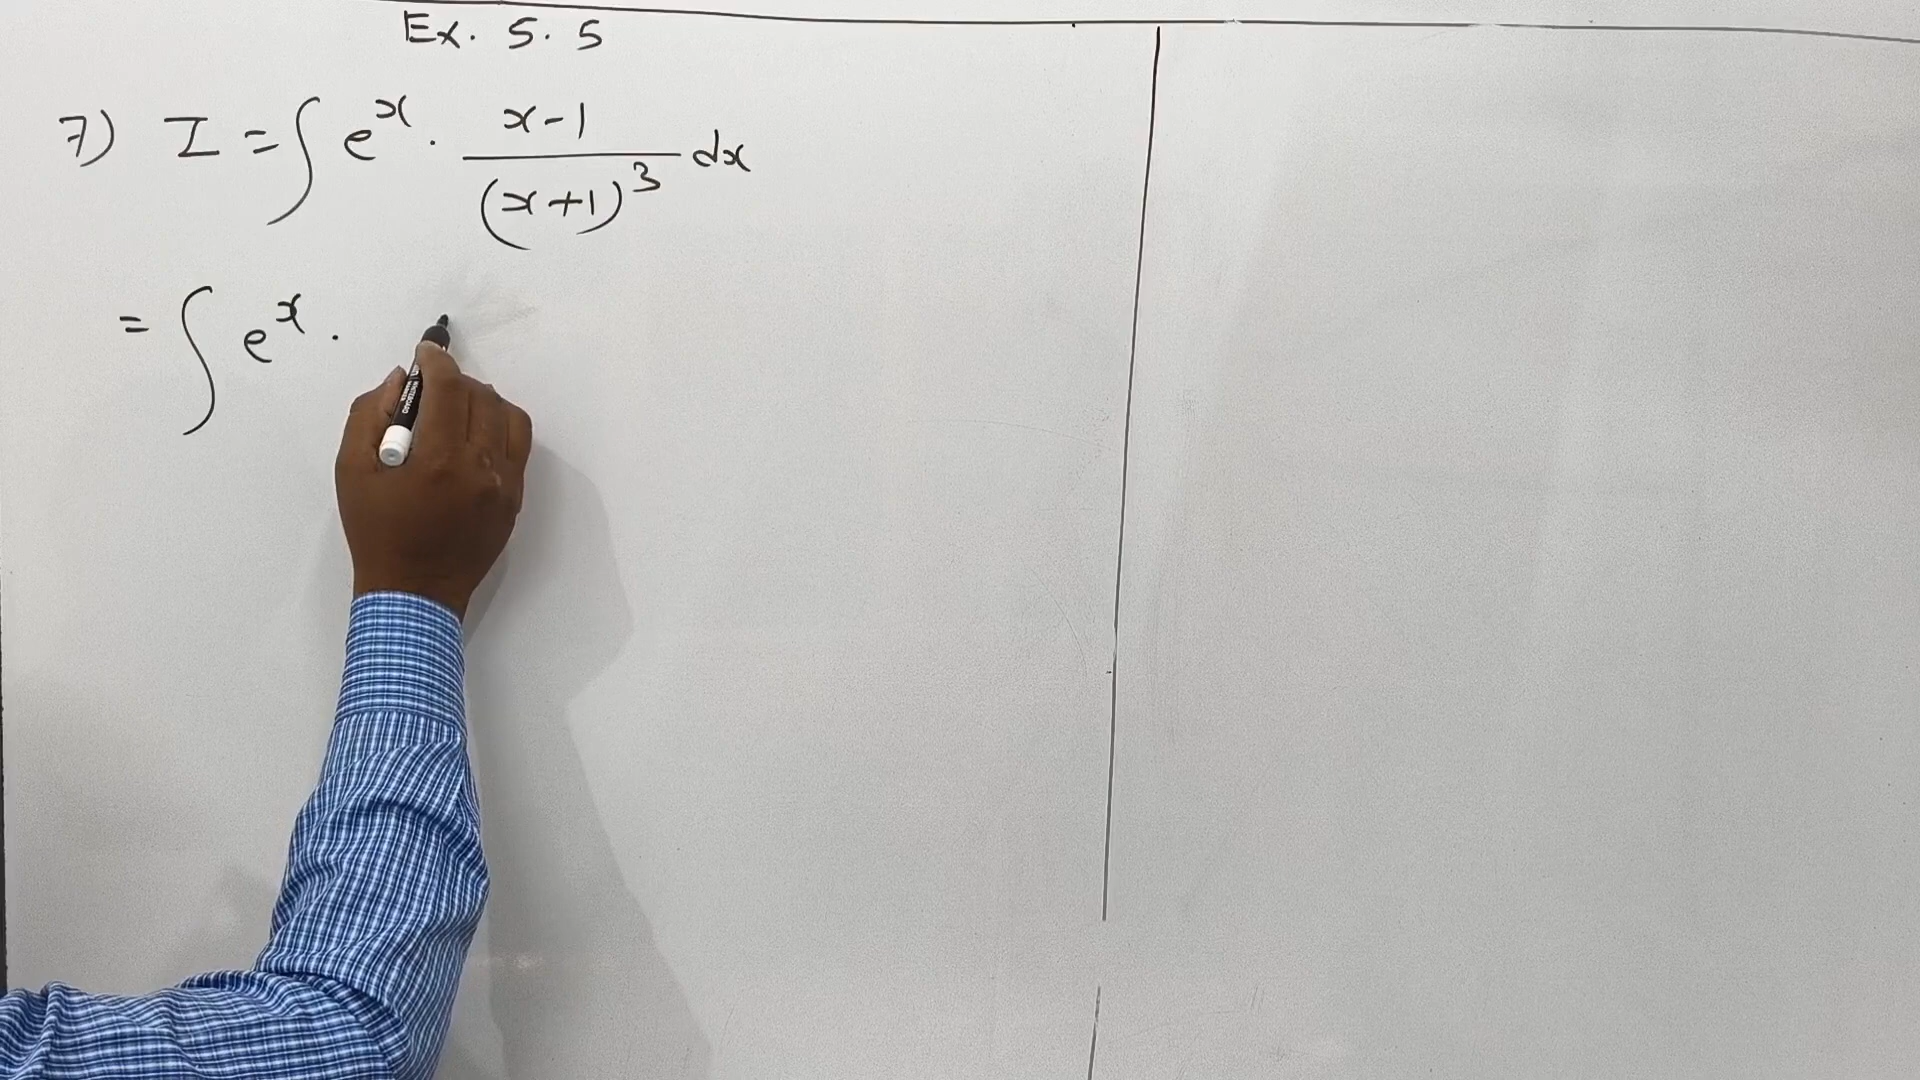 Ex. 5.5
7) I = ∫ e^x · (x-1)/(x+1)^3 dx
= ∫ e^x ·